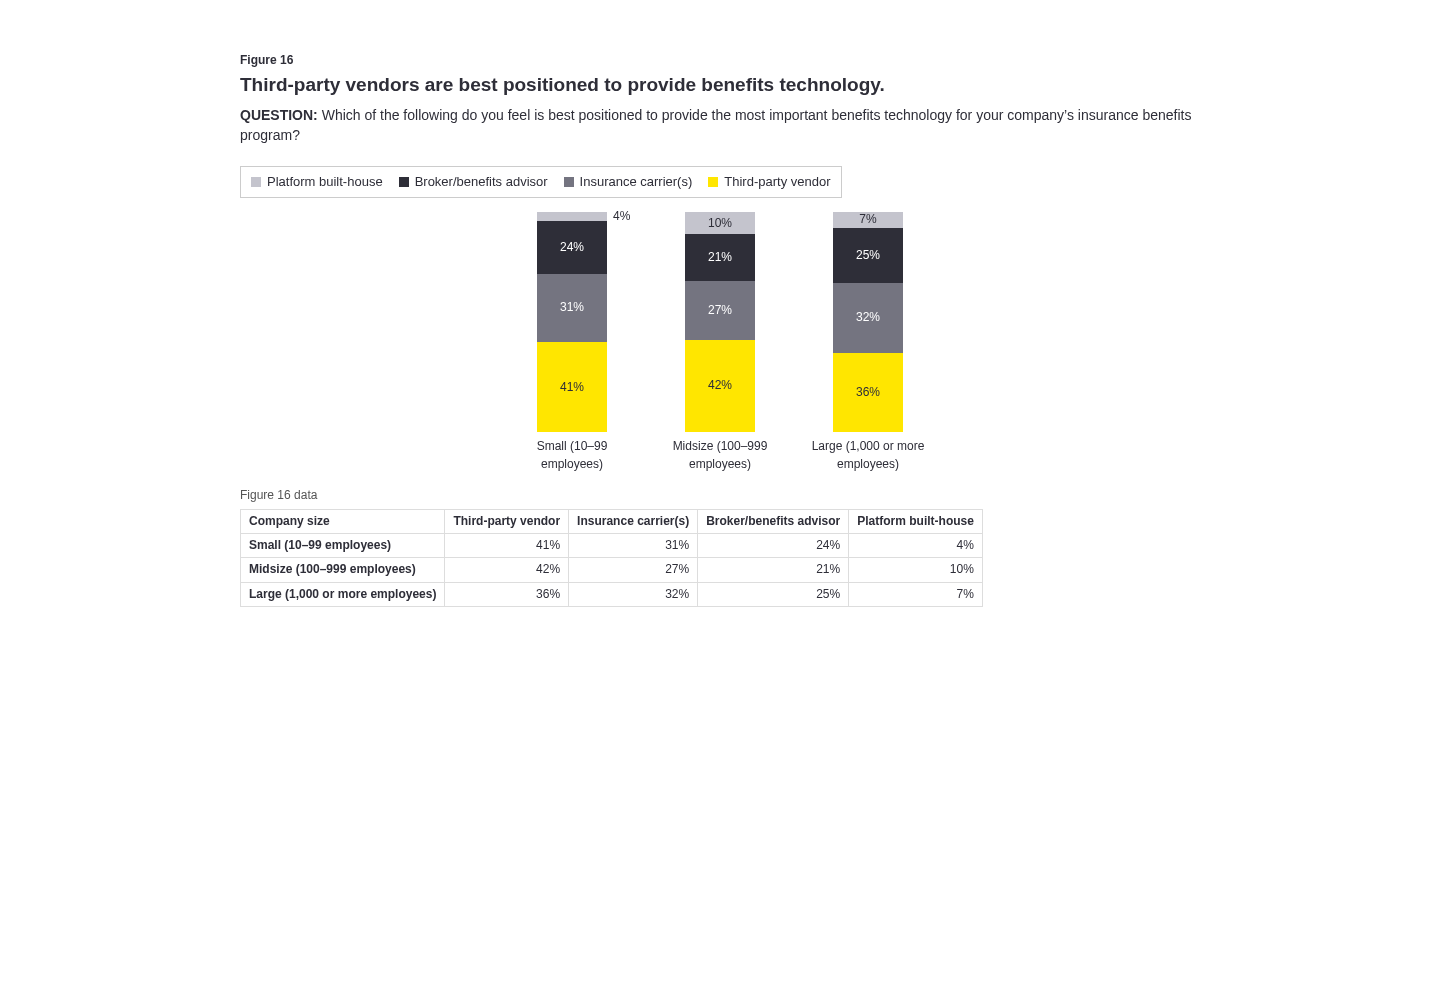 Figure 16
Third-party vendors are best positioned to provide benefits technology.
QUESTION: Which of the following do you feel is best positioned to provide the most important benefits technology for your company’s insurance benefits
program?
Platform built-house Broker/benefits advisor Insurance carrier(s) Third-party vendor
4% 10% 7%
24% 21% 25%
31% 27% 32%
41% 42% 36%
Small (10–99 Midsize (100–999 Large (1,000 or more
employees) employees) employees)
Figure 16 data
Company size Third-party vendor Insurance carrier(s) Broker/benefits advisor Platform built-house
Small (10–99 employees) 41% 31% 24% 4%
Midsize (100–999 employees) 42% 27% 21% 10%
Large (1,000 or more employees) 36% 32% 25% 7%